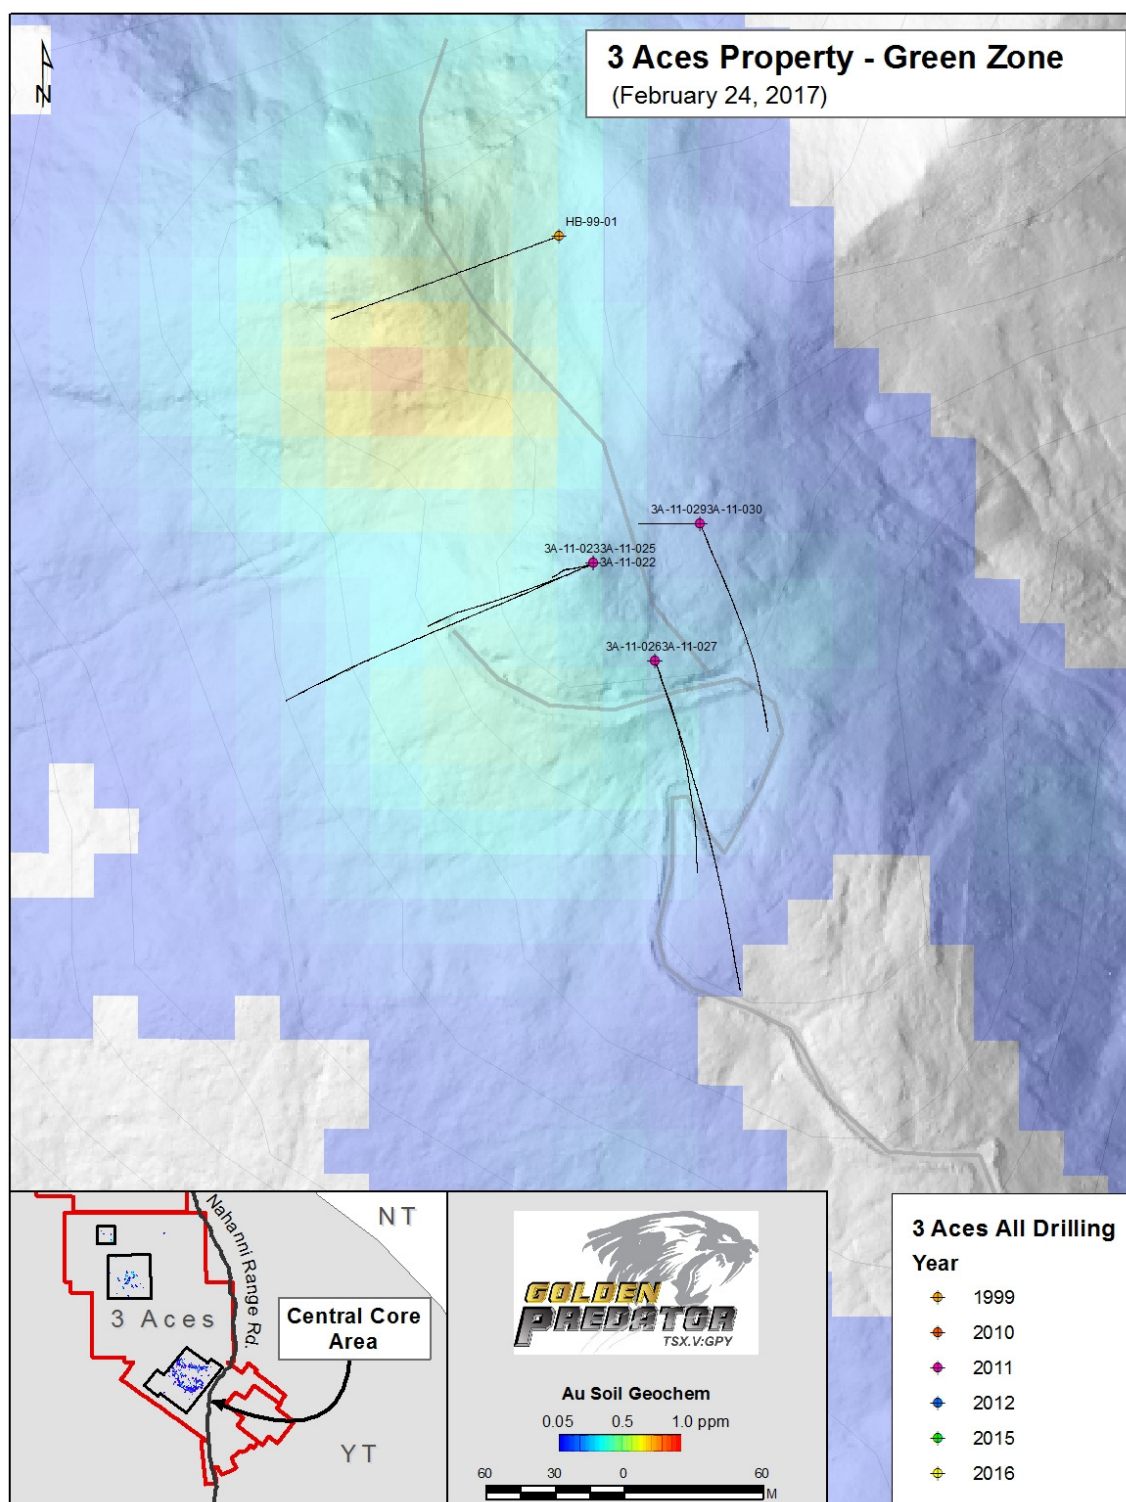 3 Aces Property - Green Zone
(February 24, 2017)
N
HB-99-01
3A-11-0293A-11-030
3A-11-0233A-11-025
3A-11-022
3A-11-0263A-11-027
NT
Nahanni Range Rd.
3 Aces
Central Core
Area
YT
GOLDEN
PREDATOR
TSX.V:GPY
Au Soil Geochem
0.05 0.5 1.0 ppm
60 30 0 60
M
3 Aces All Drilling
Year
1999
2010
2011
2012
2015
2016